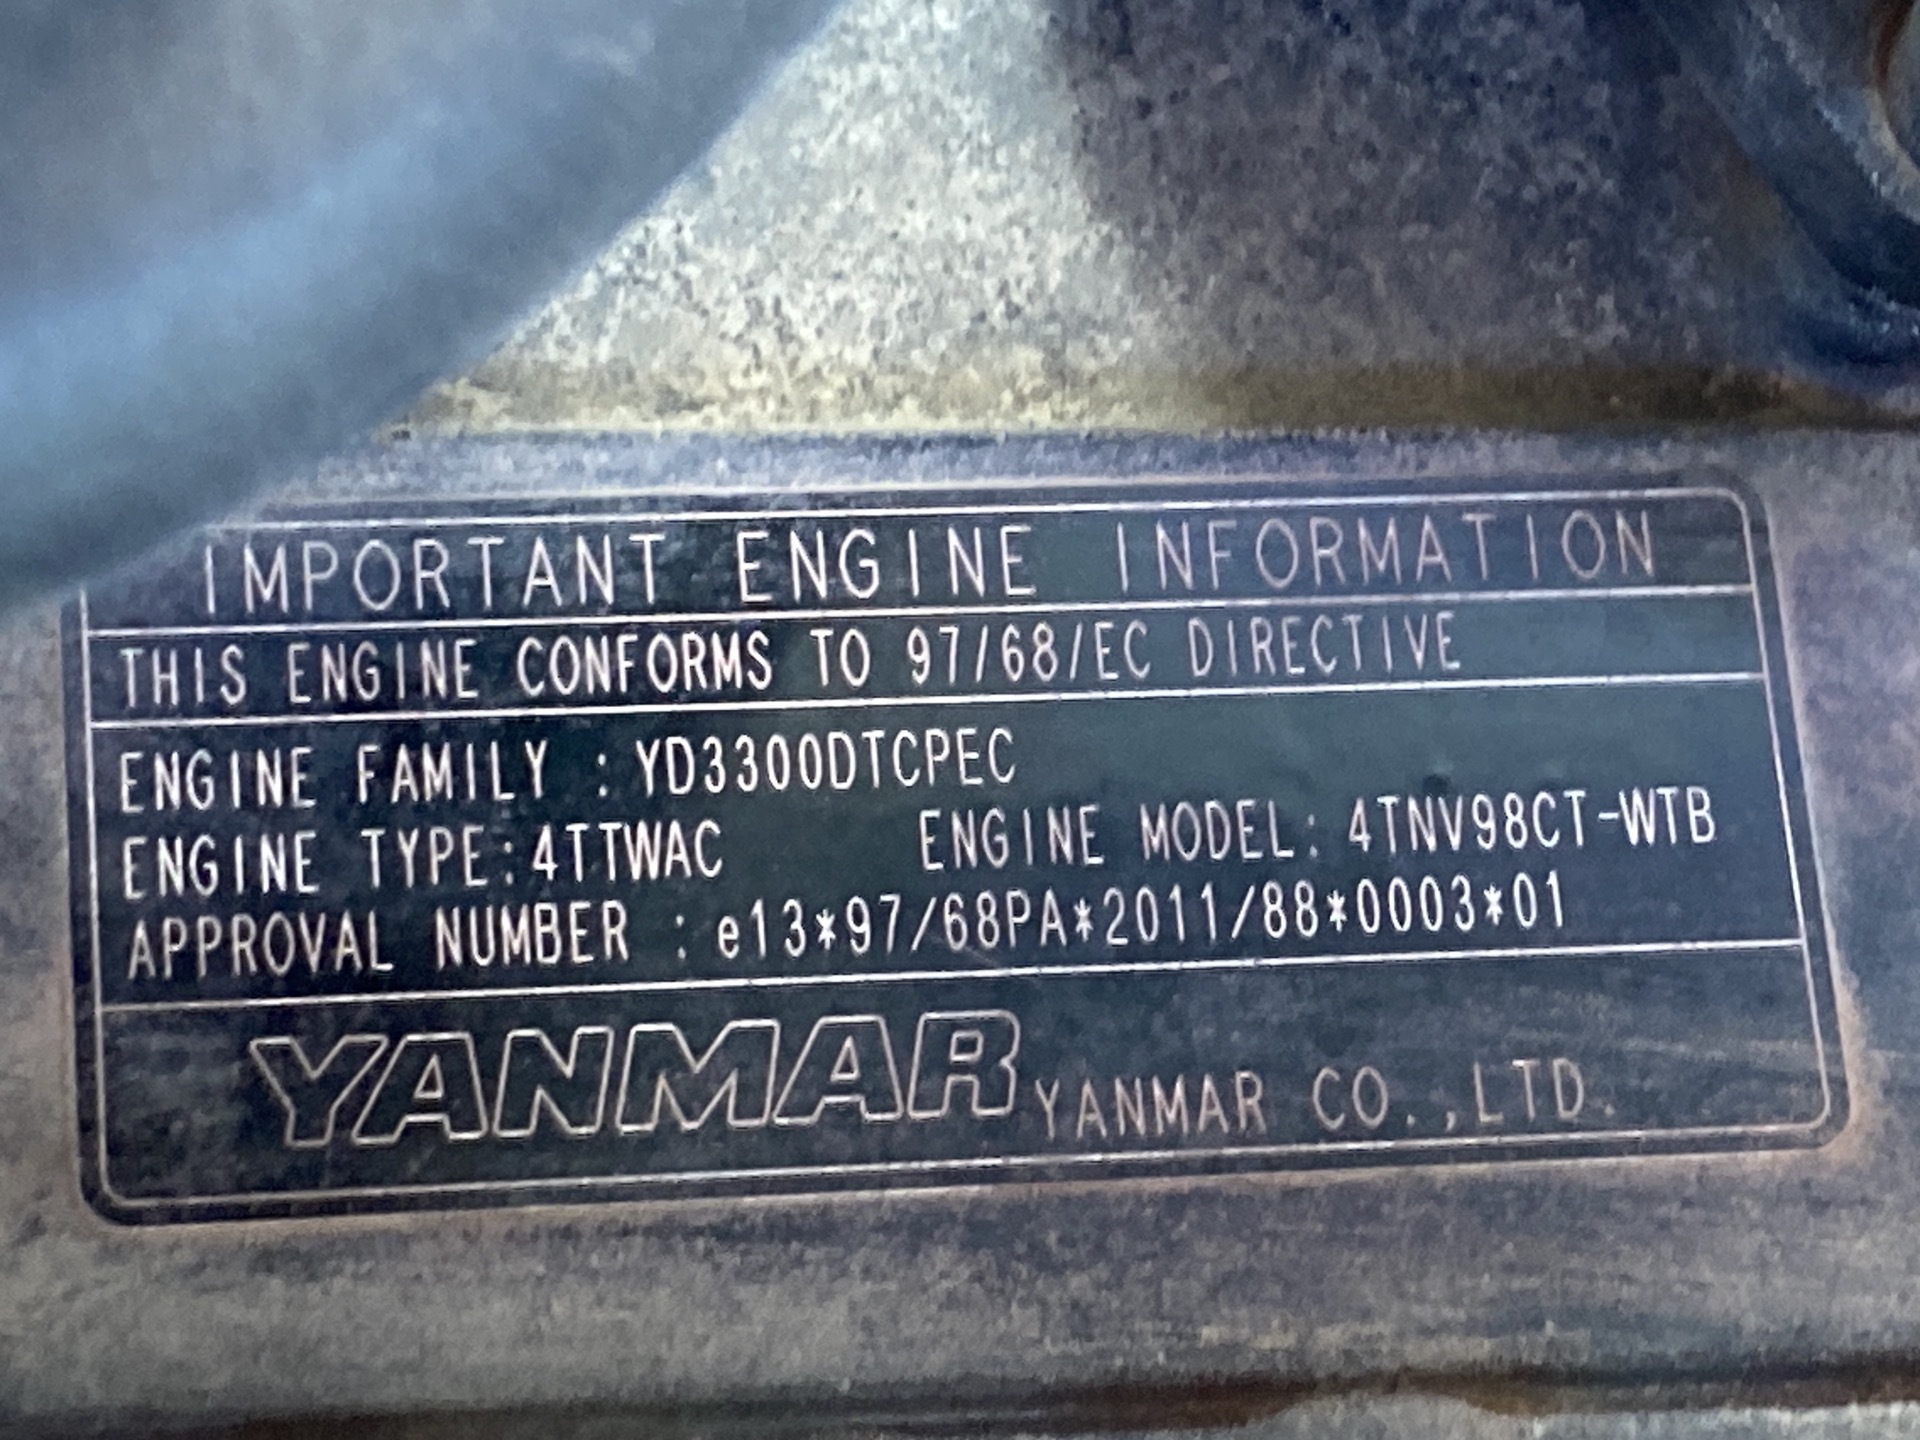 IMPORTANT ENGINE INFORMATION
THIS ENGINE CONFORMS TO 97/68/EC DIRECTIVE
ENGINE FAMILY : YD3300DTCPEC
ENGINE TYPE:4TTWAC ENGINE MODEL: 4TNV98CT-WTB
APPROVAL NUMBER : e13*97/68PA*2011/88*0003*01
YANMAR YANMAR CO.,LTD.